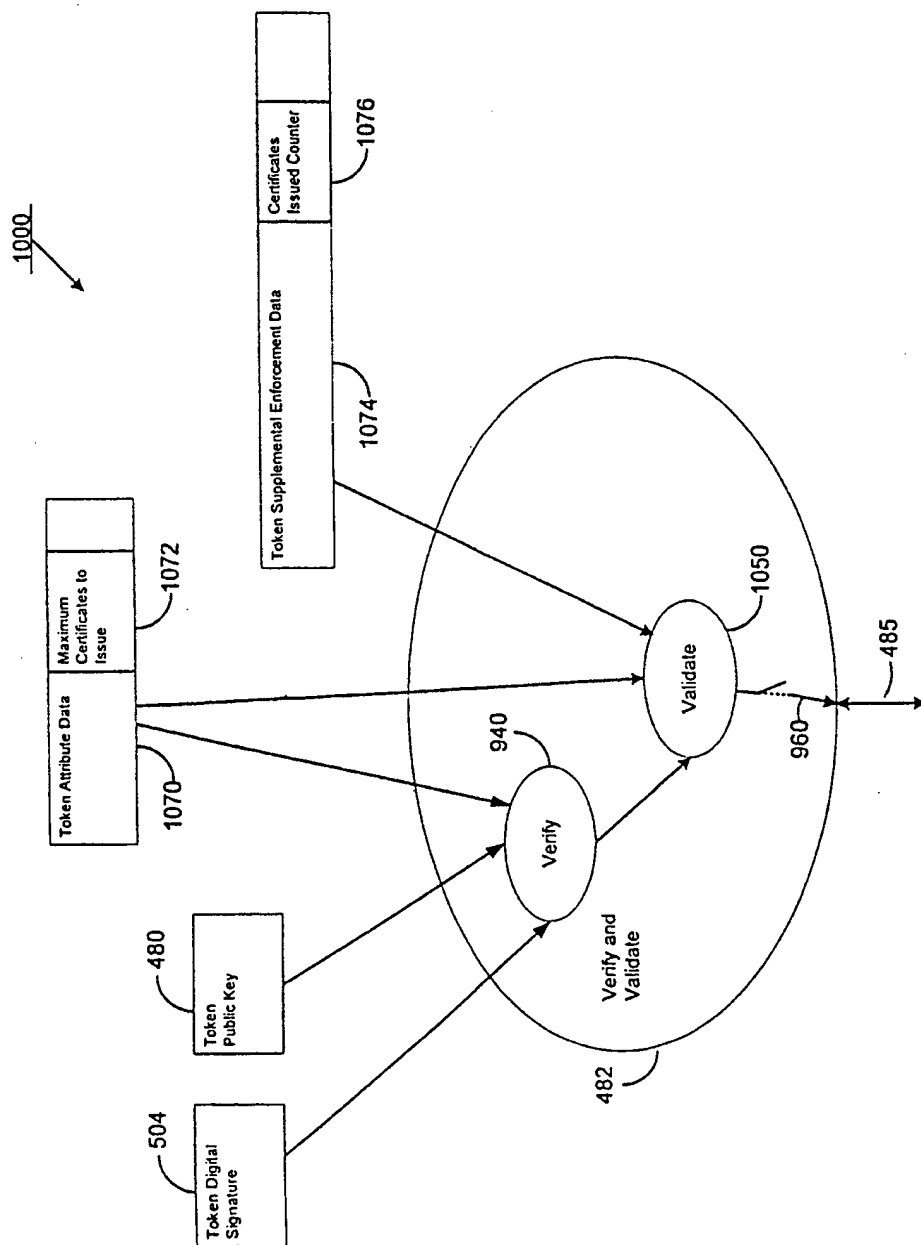 1000
504
Token Digital
Signature
480
Token
Public Key
Token Attribute Data
1070
Maximum
Certificates to
Issue
1072
Token Supplemental Enforcement Data
1074
Certificates
Issued Counter
1076
940
Verify
Validate
1050
Verify and
Validate
482
960
485